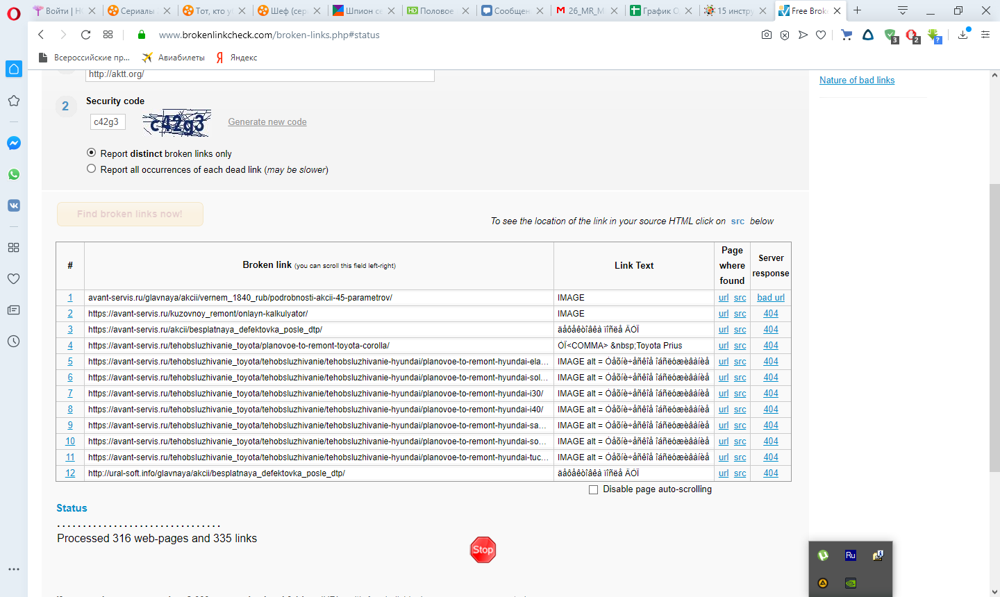 Войти | Н
Сериалы
Тот, кто у
Шеф (сер
Шпион се
Половое
Сообщен
26_MR_M
График О
15 инстру
Free Broke
www.brokenlinkcheck.com/broken-links.php#status
3
2
?
Всероссийские пр...
Авиабилеты
Яндекс
http://aktt.org/
Nature of bad links
2
Security code
c42g3
c42g3
Generate new code
Report distinct broken links only
Report all occurrences of each dead link (may be slower)
Find broken links now!
To see the location of the link in your source HTML click on src below
# Broken link (you can scroll this field left-right) Link Text Page where found Server response
1 avant-servis.ru/glavnaya/akcii/vernem_1840_rub/podrobnosti-akcii-45-parametrov/ IMAGE url src bad url
2 https://avant-servis.ru/kuzovnoy_remont/onlayn-kalkulyator/ IMAGE url src 404
3 https://avant-servis.ru/akcii/besplatnaya_defektovka_posle_dtp/ äåôåêòîâêà ïîñëå ÄÒÏ url src 404
4 https://avant-servis.ru/tehobsluzhivanie_toyota/planovoe-to-remont-toyota-corolla/ ÒÏ<COMMA> &nbsp;Toyota Prius url src 404
5 https://avant-servis.ru/tehobsluzhivanie_toyota/tehobsluzhivanie/tehobsluzhivanie-hyundai/planovoe-to-remont-hyundai-ela... IMAGE alt = Òåõíè÷åñêîå îáñëóæèâàíèå url src 404
6 https://avant-servis.ru/tehobsluzhivanie_toyota/tehobsluzhivanie/tehobsluzhivanie-hyundai/planovoe-to-remont-hyundai-sol... IMAGE alt = Òåõíè÷åñêîå îáñëóæèâàíèå url src 404
7 https://avant-servis.ru/tehobsluzhivanie_toyota/tehobsluzhivanie/tehobsluzhivanie-hyundai/planovoe-to-remont-hyundai-i30/ IMAGE alt = Òåõíè÷åñêîå îáñëóæèâàíèå url src 404
8 https://avant-servis.ru/tehobsluzhivanie_toyota/tehobsluzhivanie/tehobsluzhivanie-hyundai/planovoe-to-remont-hyundai-i40/ IMAGE alt = Òåõíè÷åñêîå îáñëóæèâàíèå url src 404
9 https://avant-servis.ru/tehobsluzhivanie_toyota/tehobsluzhivanie/tehobsluzhivanie-hyundai/planovoe-to-remont-hyundai-sa... IMAGE alt = Òåõíè÷åñêîå îáñëóæèâàíèå url src 404
10 https://avant-servis.ru/tehobsluzhivanie_toyota/tehobsluzhivanie/tehobsluzhivanie-hyundai/planovoe-to-remont-hyundai-so... IMAGE alt = Òåõíè÷åñêîå îáñëóæèâàíèå url src 404
11 https://avant-servis.ru/tehobsluzhivanie_toyota/tehobsluzhivanie/tehobsluzhivanie-hyundai/planovoe-to-remont-hyundai-tuc... IMAGE alt = Òåõíè÷åñêîå îáñëóæèâàíèå url src 404
12 http://ural-soft.info/glavnaya/akcii/besplatnaya_defektovka_posle_dtp/ äåôåêòîâêà ïîñëå ÄÒÏ url src 404
Disable page auto-scrolling
Status
................................
Processed 316 web-pages and 335 links
Stop
Ru